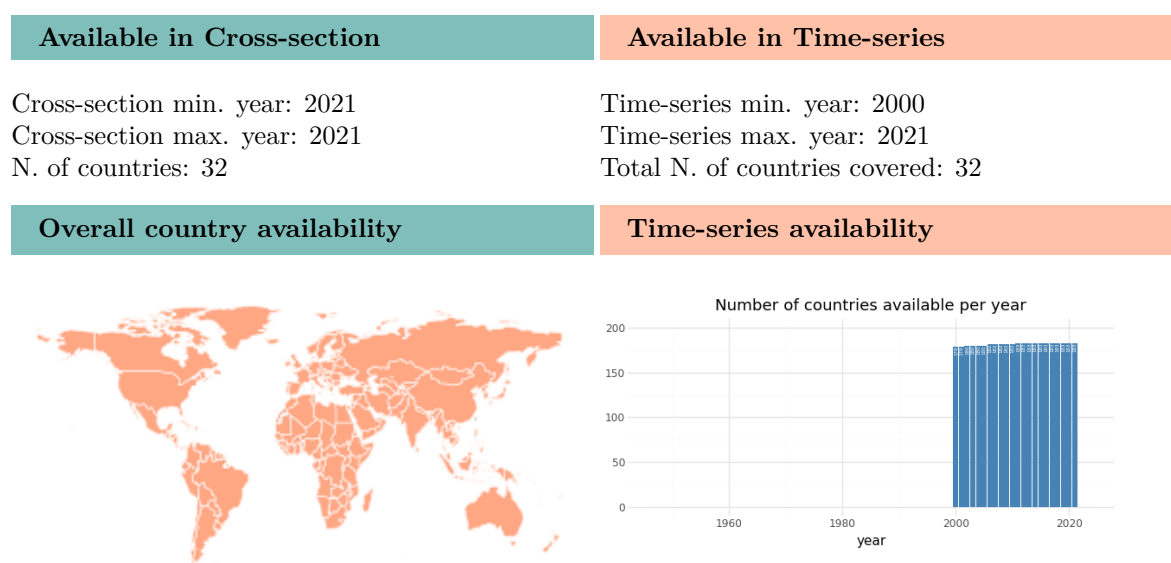 Available in Cross-section
Available in Time-series
Cross-section min. year: 2021
Cross-section max. year: 2021
N. of countries: 32
Time-series min. year: 2000
Time-series max. year: 2021
Total N. of countries covered: 32
Overall country availability
Time-series availability
Number of countries available per year
200
150
100
50
0
1960
1980
2000
2020
year